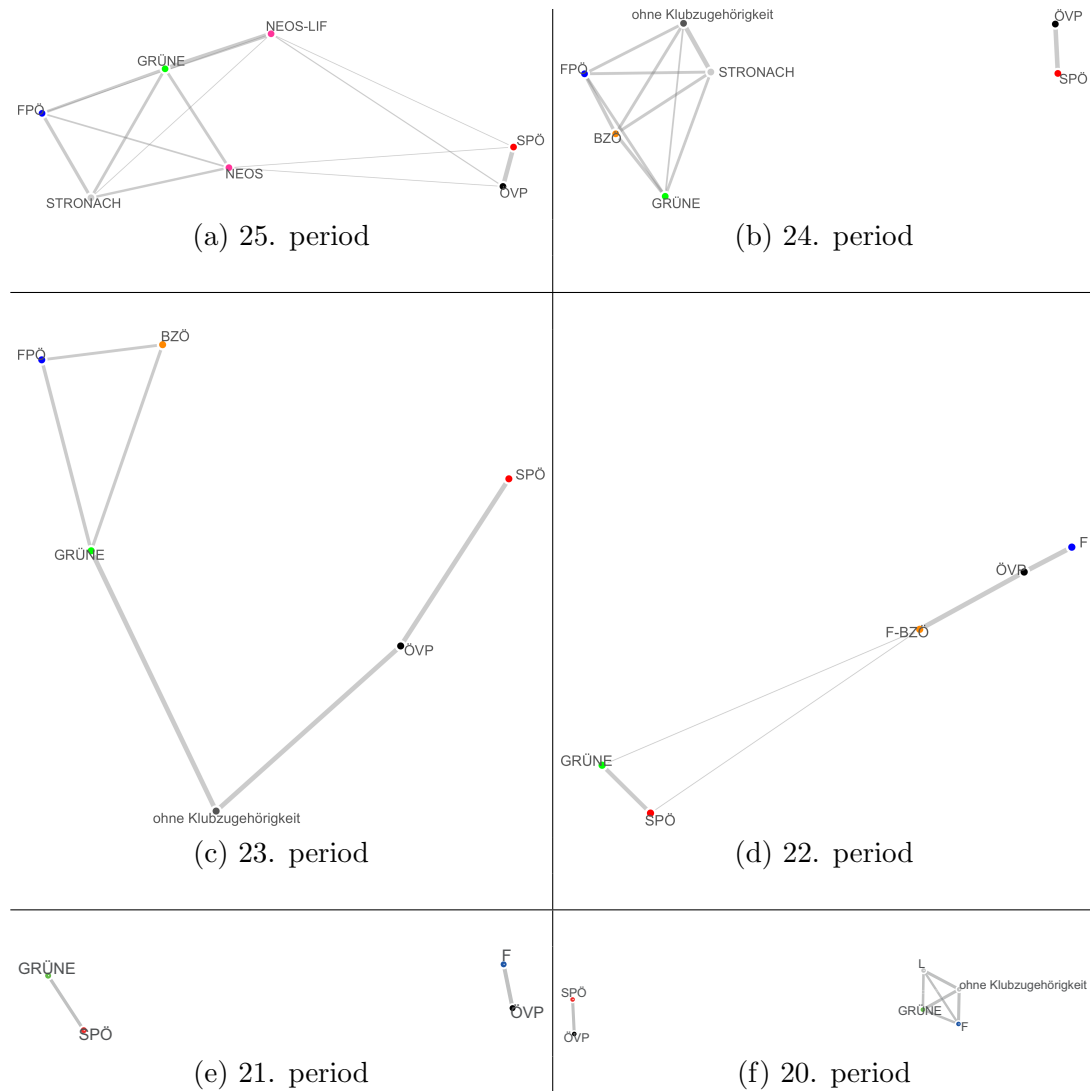 NEOS-LIF
GRÜNE
FPÖ
SPÖ
NEOS
ÖVP
STRONACH
(a) 25. period
ohne Klubzugehörigkeit
ÖVP
FPÖ
STRONACH
SPÖ
BZÖ
GRÜNE
(b) 24. period
BZÖ
FPÖ
SPÖ
GRÜNE
ÖVP
ohne Klubzugehörigkeit
(c) 23. period
F
ÖVP
F-BZÖ
GRÜNE
SPÖ
(d) 22. period
F
GRÜNE
ÖVP
SPÖ
(e) 21. period
L
ohne Klubzugehörigkeit
SPÖ
GRÜNE
F
ÖVP
(f) 20. period